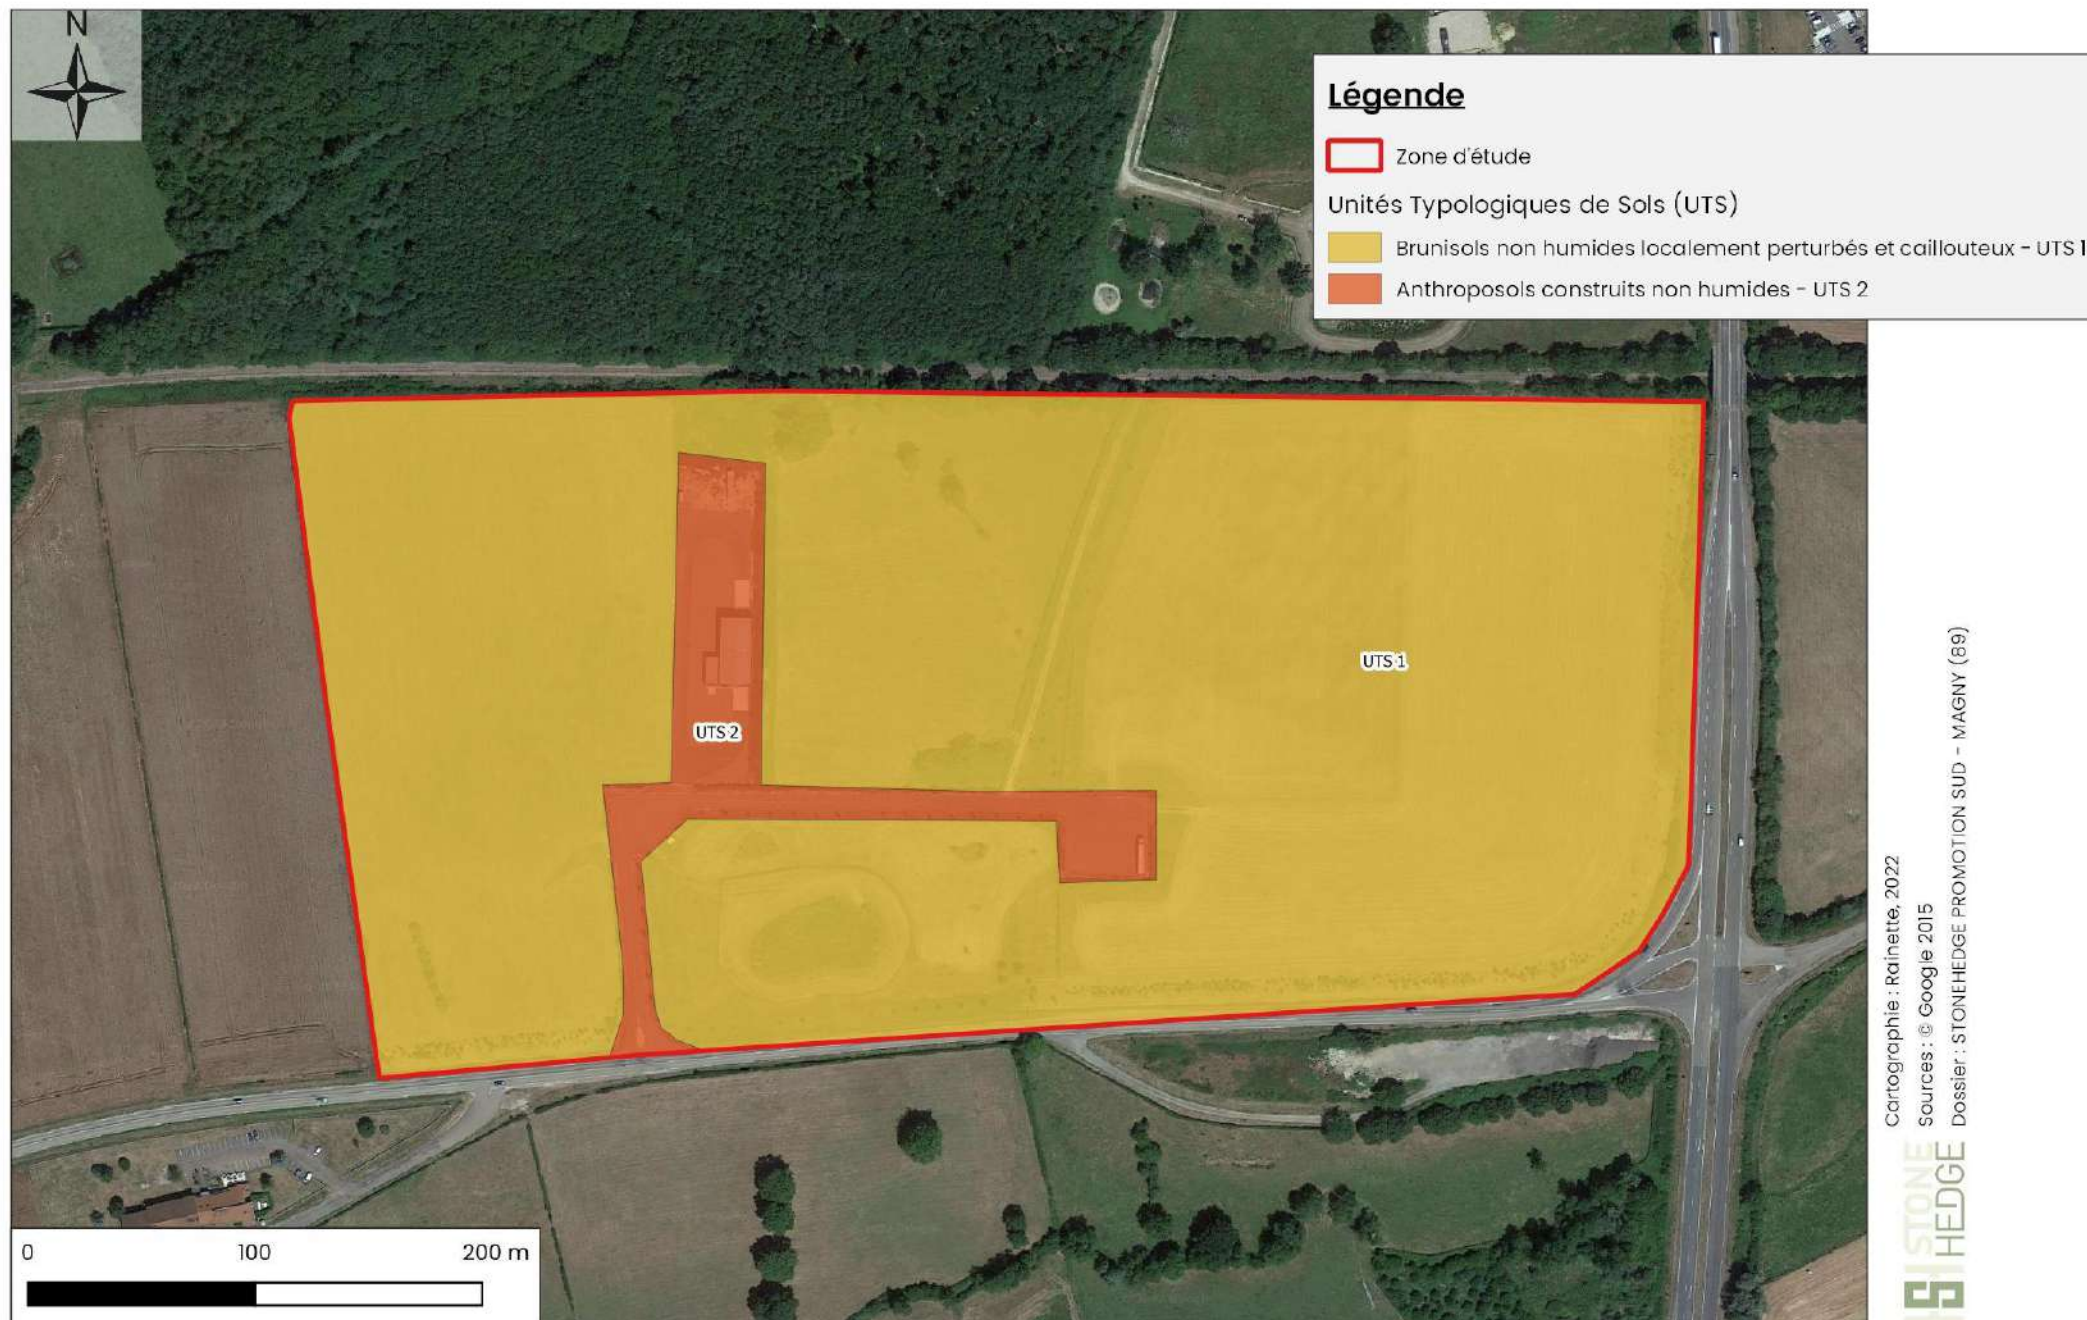 N
Légende
Zone d'étude
Unités Typologiques de Sols (UTS)
Brunisols non humides localement perturbés et caillouteux - UTS 1
Anthroposols construits non humides - UTS 2
UTS 1
UTS 2
0 100 200 m
Cartographie : Rainette, 2022
Sources : © Google 2015
Dossier : STONEHEDGE PROMOTION SUD - MAGNY (89)
STONE
HEDGE